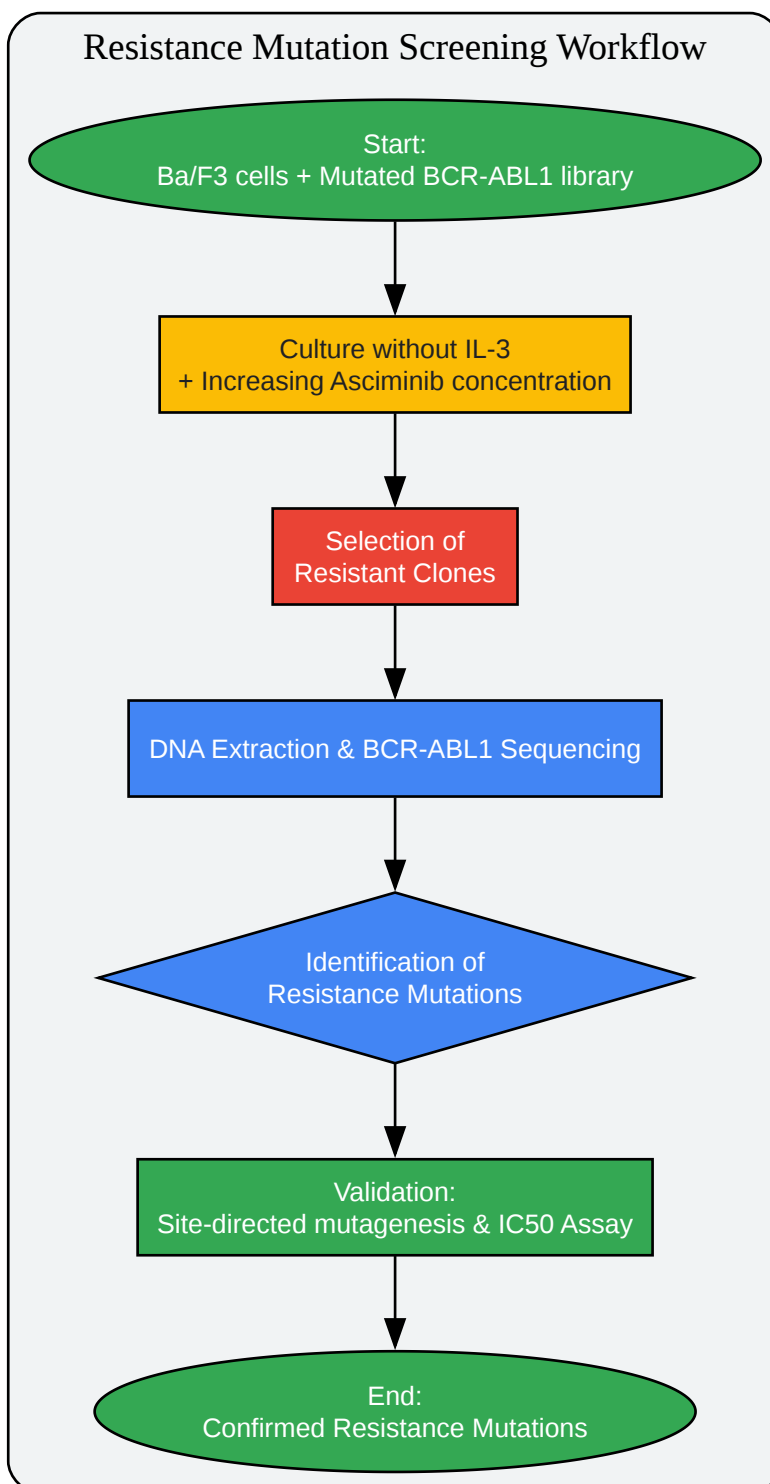 Resistance Mutation Screening Workflow
Start:
Ba/F3 cells + Mutated BCR-ABL1 library
Culture without IL-3
+ Increasing Asciminib concentration
Selection of
Resistant Clones
DNA Extraction & BCR-ABL1 Sequencing
Identification of
Resistance Mutations
Validation:
Site-directed mutagenesis & IC50 Assay
End:
Confirmed Resistance Mutations